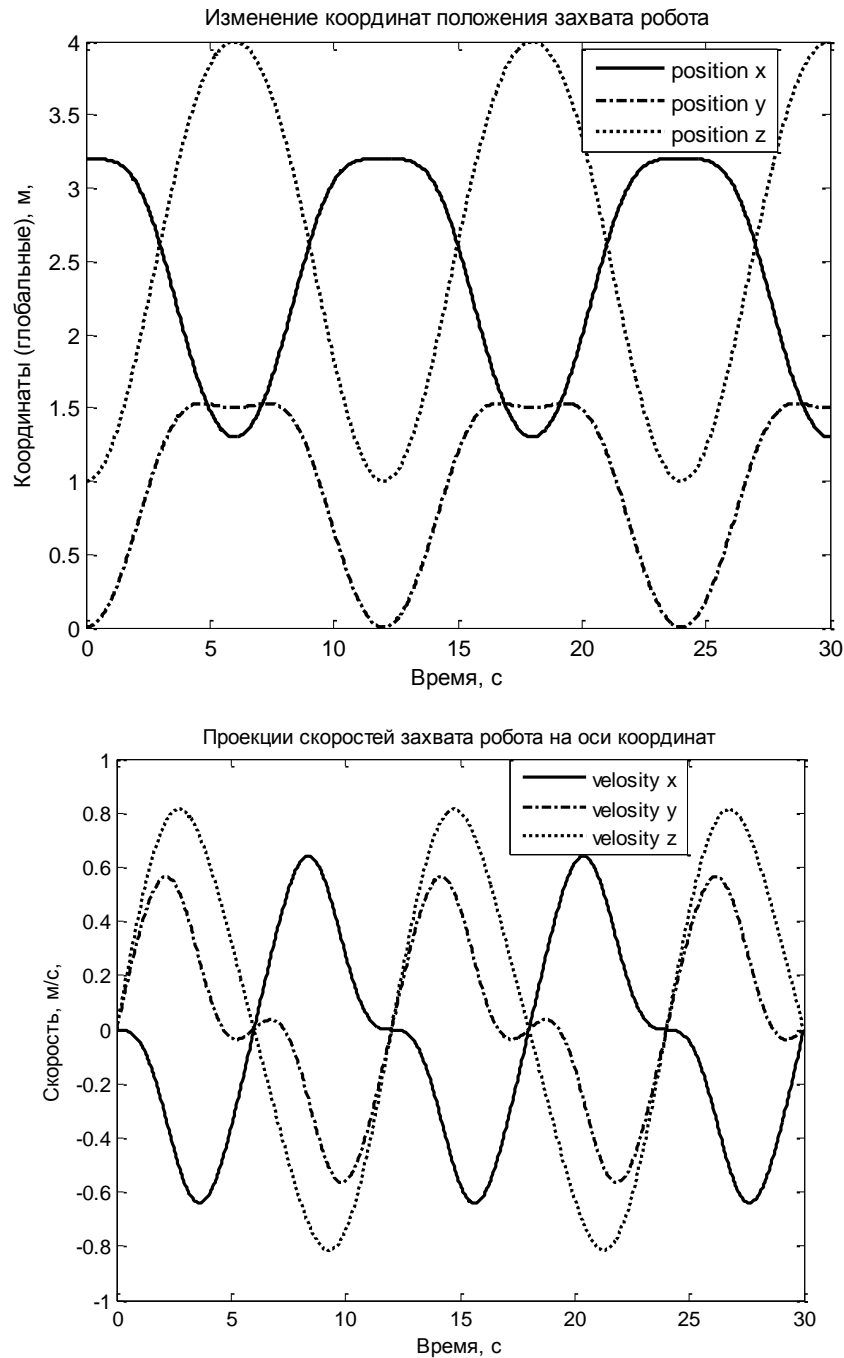 Изменение координат положения захвата робота
4
3.5
3
2.5
2
1.5
1
0.5
0
Координаты (глобальные), м,
position x
position y
position z
0
5
10
15
20
25
30
Время, с
Проекции скоростей захвата робота на оси координат
1
0.8
0.6
0.4
0.2
0
-0.2
-0.4
-0.6
-0.8
-1
Скорость, м/с,
velosity x
velosity y
velosity z
0
5
10
15
20
25
30
Время, с